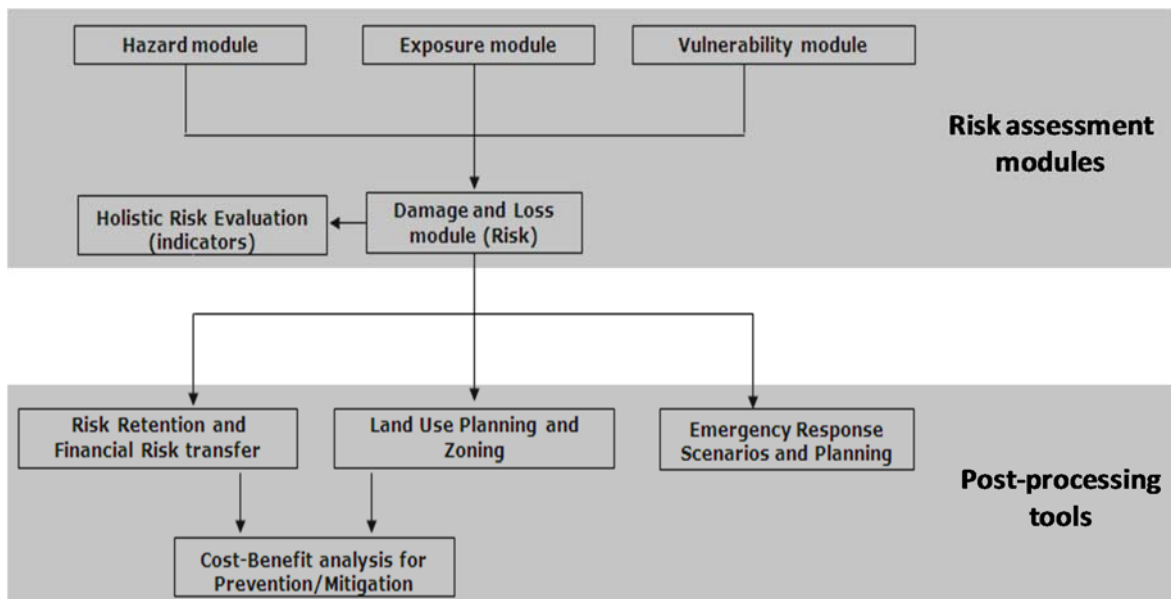 Hazard module
Exposure module
Vulnerability module
Risk assessment
modules
Holistic Risk Evaluation
(indicators)
Damage and Loss
module (Risk)
Risk Retention and
Financial Risk transfer
Land Use Planning and
Zoning
Emergency Response
Scenarios and Planning
Post-processing
tools
Cost-Benefit analysis for
Prevention/Mitigation